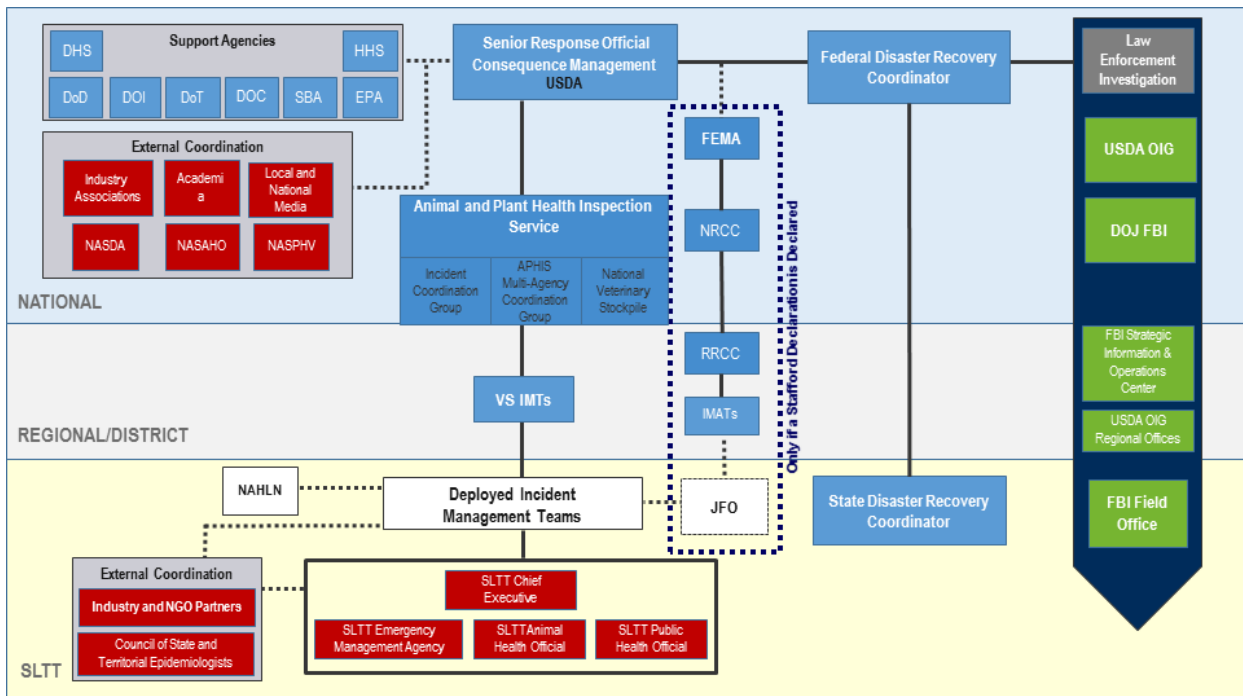 Support Agencies
DHS
HHS
DoD
DOI
DoT
DOC
SBA
EPA
External Coordination
Industry
Associations
Academi
a
Local and
National
Media
NASDA
NASAHO
NASPHV
NATIONAL
Senior Response Official
Consequence Management
USDA
Animal and Plant Health Inspection
Service
Incident
Coordination
Group
APHIS
Multi-Agency
Coordination
Group
National
Veterinary
Stockpile
FEMA
NRCC
RRCC
IMATs
JFO
Only if a Stafford Declaration is Declared
Federal Disaster Recovery
Coordinator
Law
Enforcement
Investigation
USDA OIG
DOJ FBI
FBI Strategic
Information &
Operations
Center
USDA OIG
Regional Offices
FBI Field
Office
VS IMTs
REGIONAL/DISTRICT
NAHLN
Deployed Incident
Management Teams
State Disaster Recovery
Coordinator
External Coordination
Industry and NGO Partners
Council of State and
Territorial Epidemiologists
SLTT Chief
Executive
SLTT Emergency
Management Agency
SLTTAnimal
Health Official
SLTT Public
Health Official
SLTT